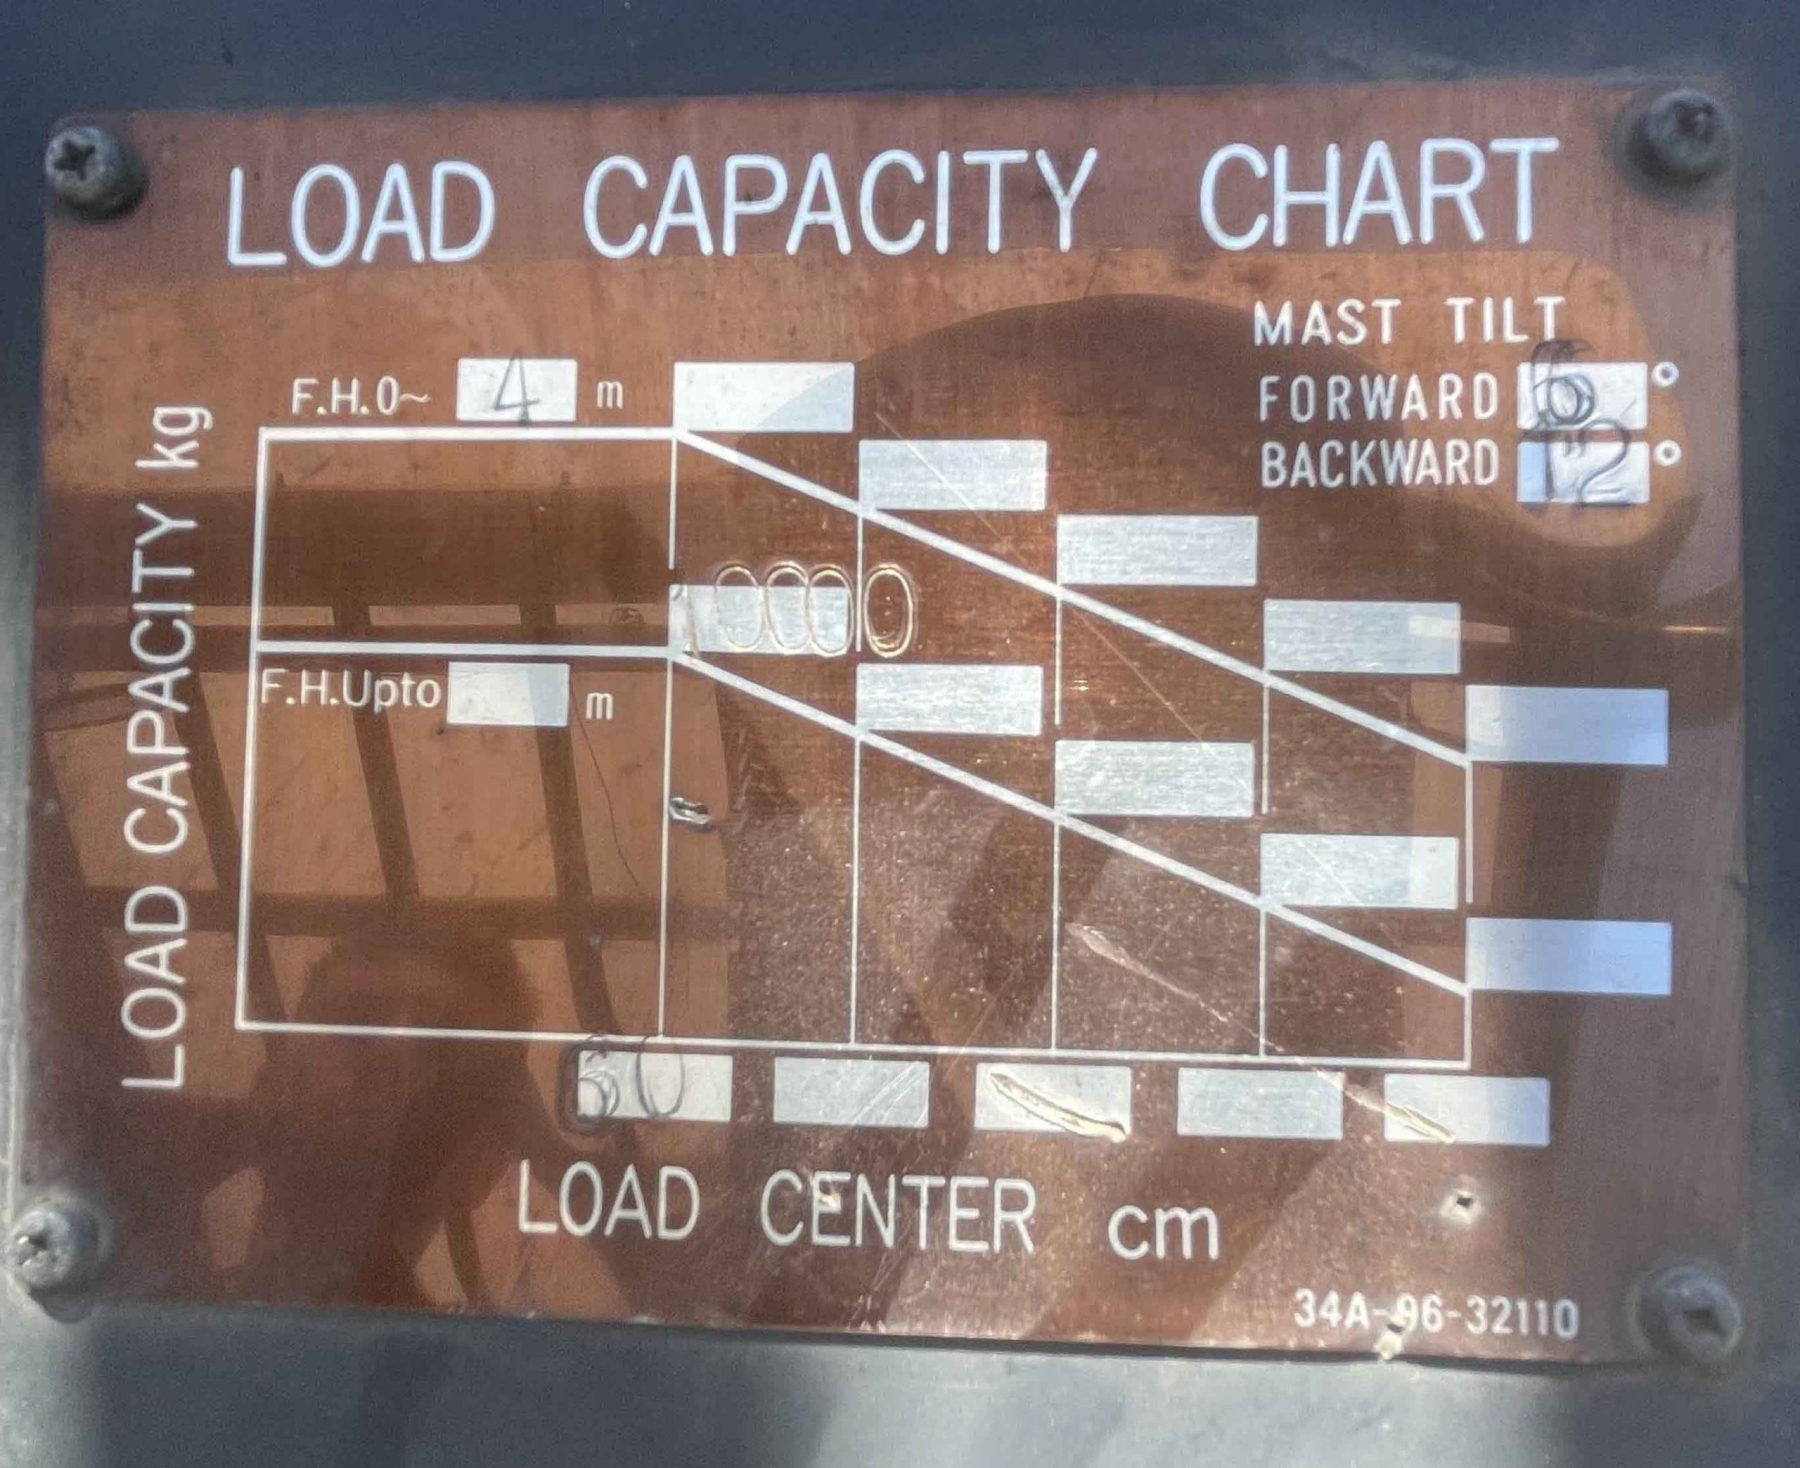 LOAD CAPACITY CHART
MAST TILT
FORWARD 6°
BACKWARD 12°
F.H.0~ 4 m
10000
F.H.Upto m
LOAD CAPACITY kg
60
LOAD CENTER cm
34A-96-32110